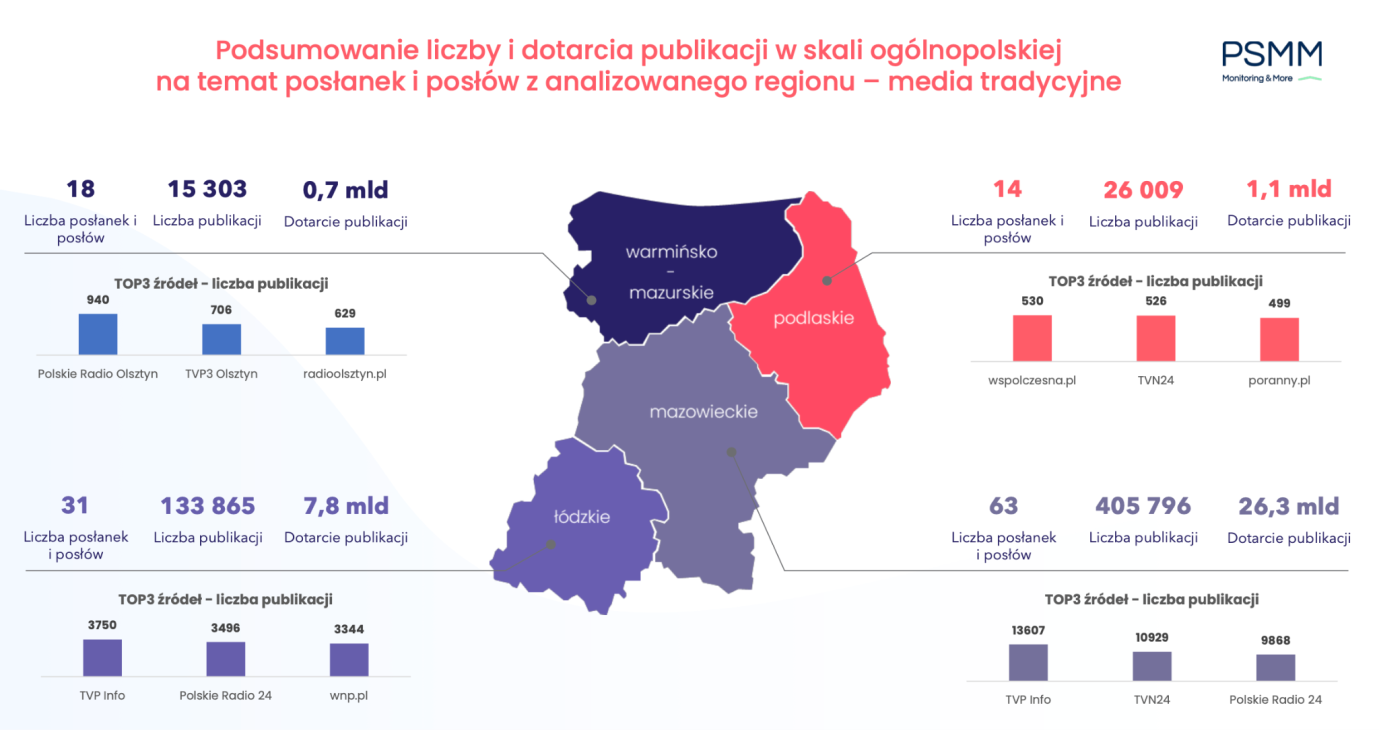 Podsumowanie liczby i dotarcia publikacji w skali ogólnopolskiej
na temat posłanek i posłów z analizowanego regionu – media tradycyjne
PSMM
Monitoring & More
18
15 303
0,7 mld
Liczba posłanek i
posłów
Liczba publikacji
Dotarcie publikacji
TOP3 źródeł - liczba publikacji
940
706
629
Polskie Radio Olsztyn
TVP3 Olsztyn
radioolsztyn.pl
14
26 009
1,1 mld
Liczba posłanek i
posłów
Liczba publikacji
Dotarcie publikacji
TOP3 źródeł - liczba publikacji
530
526
499
wspolczesna.pl
TVN24
poranny.pl
warmińsko
-
mazurskie
podlaskie
mazowieckie
łódzkie
31
133 865
7,8 mld
Liczba posłanek
i posłów
Liczba publikacji
Dotarcie publikacji
TOP3 źródeł - liczba publikacji
3750
3496
3344
TVP Info
Polskie Radio 24
wnp.pl
63
405 796
26,3 mld
Liczba posłanek
i posłów
Liczba publikacji
Dotarcie publikacji
TOP3 źródeł - liczba publikacji
13607
10929
9868
TVP Info
TVN24
Polskie Radio 24